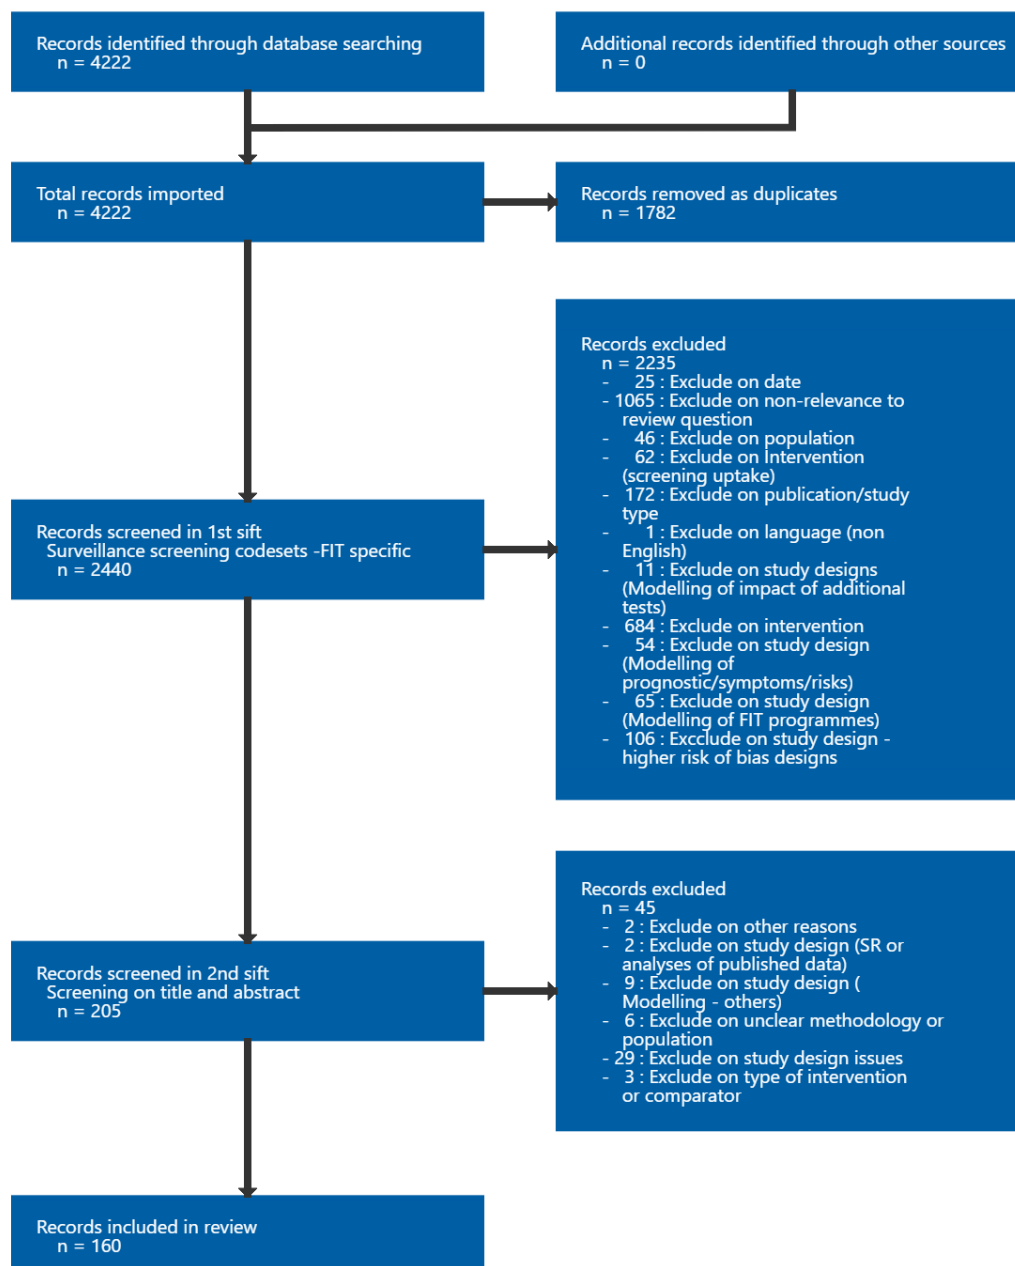 Records identified through database searching
n = 4222
Additional records identified through other sources
n = 0
Total records imported
n = 4222
Records removed as duplicates
n = 1782
Records excluded
n = 2235
- 25 : Exclude on date
- 1065 : Exclude on non-relevance to
review question
- 46 : Exclude on population
- 62 : Exclude on Intervention
(screening uptake)
- 172 : Exclude on publication/study
type
- 1 : Exclude on language (non
English)
- 11 : Exclude on study designs
(Modelling of impact of additional
tests)
- 684 : Exclude on intervention
- 54 : Exclude on study design
(Modelling of
prognostic/symptoms/risks)
- 65 : Exclude on study design
(Modelling of FIT programmes)
- 106 : Excclude on study design -
higher risk of bias designs
Records screened in 1st sift
Surveillance screening codesets -FIT specific
n = 2440
Records excluded
n = 45
- 2 : Exclude on other reasons
- 2 : Exclude on study design (SR or
analyses of published data)
- 9 : Exclude on study design (
Modelling - others)
- 6 : Exclude on unclear methodology or
population
- 29 : Exclude on study design issues
- 3 : Exclude on type of intervention
or comparator
Records screened in 2nd sift
Screening on title and abstract
n = 205
Records included in review
n = 160